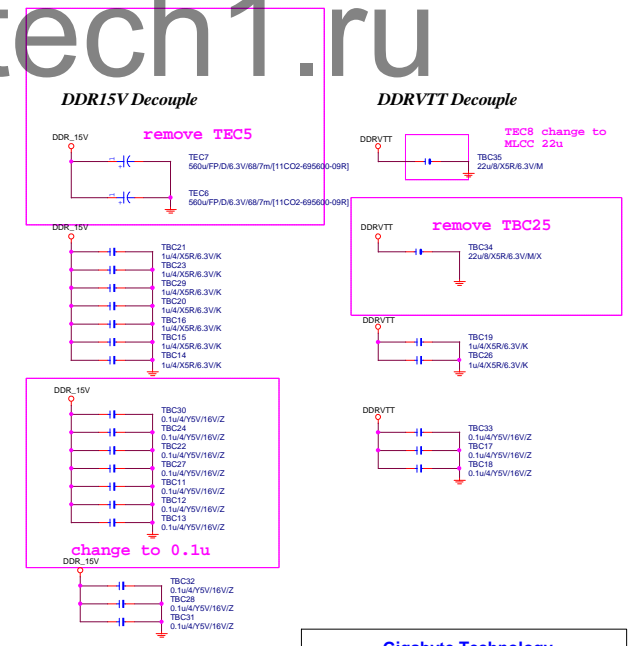 tech1.ru
DDR15V Decouple
DDR_15V
remove TEC5
TEC7
560u/FP/D/6.3V/68/7m/[11CO2-695600-09R]
TEC6
560u/FP/D/6.3V/68/7m/[11CO2-695600-09R]
DDR_15V
TBC21
1u/4/X5R/6.3V/K
TBC23
1u/4/X5R/6.3V/K
TBC29
1u/4/X5R/6.3V/K
TBC20
1u/4/X5R/6.3V/K
TBC16
1u/4/X5R/6.3V/K
TBC15
1u/4/X5R/6.3V/K
TBC14
1u/4/X5R/6.3V/K
DDR_15V
TBC30
0.1u/4/Y5V/16V/Z
TBC24
0.1u/4/Y5V/16V/Z
TBC22
0.1u/4/Y5V/16V/Z
TBC27
0.1u/4/Y5V/16V/Z
TBC11
0.1u/4/Y5V/16V/Z
TBC12
0.1u/4/Y5V/16V/Z
TBC13
0.1u/4/Y5V/16V/Z
change to 0.1u
DDR_15V
TBC32
0.1u/4/Y5V/16V/Z
TBC28
0.1u/4/Y5V/16V/Z
TBC31
0.1u/4/Y5V/16V/Z
DDRVTT Decouple
DDRVTT
TEC8 change to
MLCC 22u
TBC35
22u/8/X5R/6.3V/M
DDRVTT
remove TBC25
TBC34
22u/8/X5R/6.3V/M/X
DDRVTT
TBC19
1u/4/X5R/6.3V/K
TBC26
1u/4/X5R/6.3V/K
DDRVTT
TBC33
0.1u/4/Y5V/16V/Z
TBC17
0.1u/4/Y5V/16V/Z
TBC18
0.1u/4/Y5V/16V/Z
Gigabyte Technology